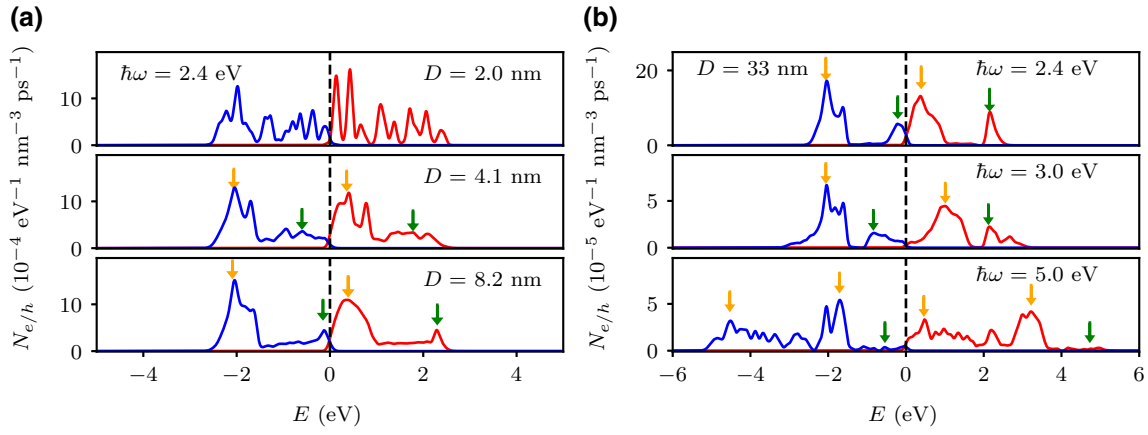 (a)
(b)
N_{e/h} (10⁻⁴ eV⁻¹ nm⁻³ ps⁻¹)
ħω = 2.4 eV
D = 2.0 nm
10
0
D = 4.1 nm
10
0
D = 8.2 nm
10
0
−4 −2 0 2 4
E (eV)
N_{e/h} (10⁻⁵ eV⁻¹ nm⁻³ ps⁻¹)
D = 33 nm
ħω = 2.4 eV
20
0
ħω = 3.0 eV
5
0
ħω = 5.0 eV
5
0
−6 −4 −2 0 2 4 6
E (eV)